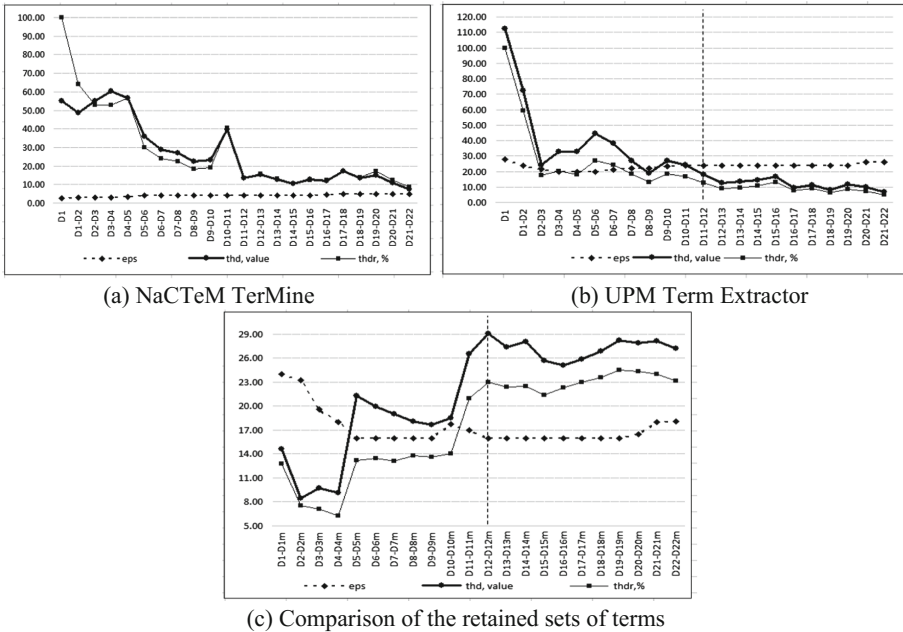 100.00
90.00
80.00
70.00
60.00
50.00
40.00
30.00
20.00
10.00
0.00
D1
D1-D2
D2-D3
D3-D4
D4-D5
D5-D6
D6-D7
D7-D8
D8-D9
D9-D10
D10-D11
D11-D12
D12-D13
D13-D14
D14-D15
D15-D16
D16-D17
D17-D18
D18-D19
D19-D20
D20-D21
D21-D22
eps thd, value thdr, %
(a) NaCTeM TerMine
120.00
110.00
100.00
90.00
80.00
70.00
60.00
50.00
40.00
30.00
20.00
10.00
0.00
D1
D1-D2
D2-D3
D3-D4
D4-D5
D5-D6
D6-D7
D7-D8
D8-D9
D9-D10
D10-D11
D11-D12
D12-D13
D13-D14
D14-D15
D15-D16
D16-D17
D17-D18
D18-D19
D19-D20
D20-D21
D21-D22
eps thd, value thdr, %
(b) UPM Term Extractor
29.00
26.00
23.00
20.00
17.00
14.00
11.00
8.00
5.00
D1-D1m
D2-D2m
D3-D3m
D4-D4m
D5-D5m
D6-D6m
D7-D7m
D8-D8m
D9-D9m
D10-D10m
D11-D11m
D12-D12m
D13-D13m
D14-D14m
D15-D15m
D16-D16m
D17-D17m
D18-D18m
D19-D19m
D20-D20m
D21-D21m
D22-D22m
eps thd, value thdr,%
(c) Comparison of the retained sets of terms